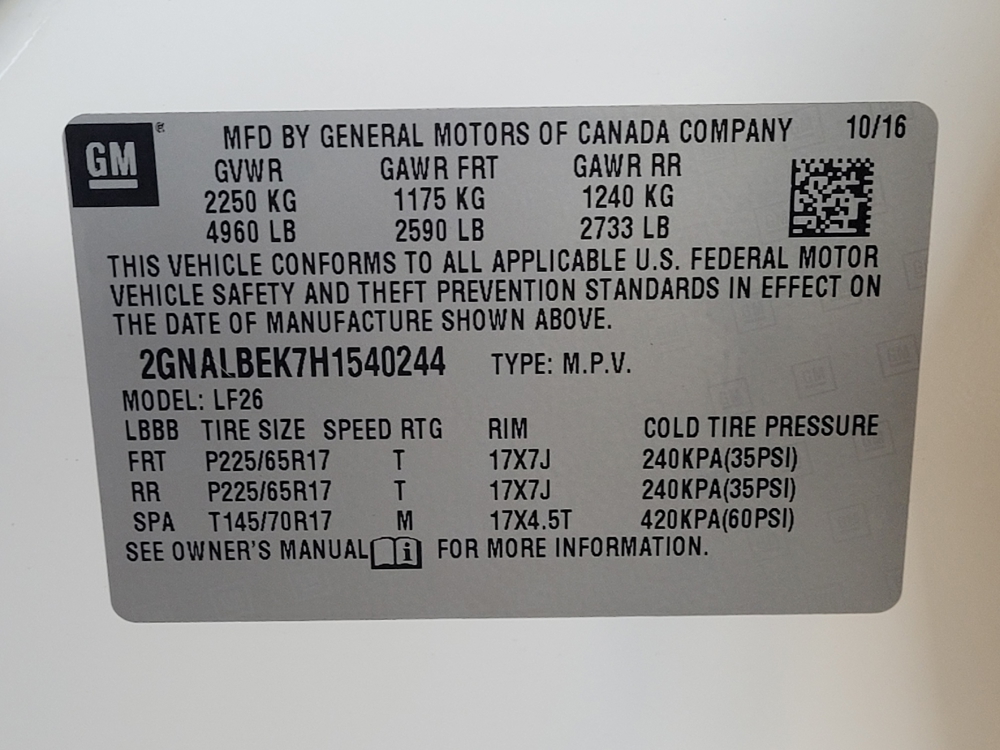 GM ® MFD BY GENERAL MOTORS OF CANADA COMPANY 10/16
GVWR GAWR FRT GAWR RR
2250 KG 1175 KG 1240 KG
4960 LB 2590 LB 2733 LB
THIS VEHICLE CONFORMS TO ALL APPLICABLE U.S. FEDERAL MOTOR
VEHICLE SAFETY AND THEFT PREVENTION STANDARDS IN EFFECT ON
THE DATE OF MANUFACTURE SHOWN ABOVE.
2GNALBEK7H1540244 TYPE: M.P.V.
MODEL: LF26
LBBB TIRE SIZE SPEED RTG RIM COLD TIRE PRESSURE
FRT P225/65R17 T 17X7J 240KPA(35PSI)
RR P225/65R17 T 17X7J 240KPA(35PSI)
SPA T145/70R17 M 17X4.5T 420KPA(60PSI)
SEE OWNER'S MANUAL i FOR MORE INFORMATION.